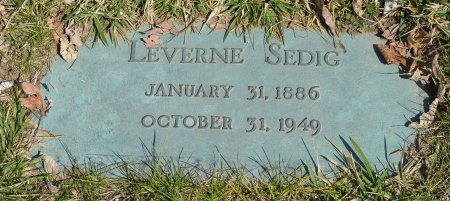 Leverne Sedig
January 31, 1886
October 31, 1949